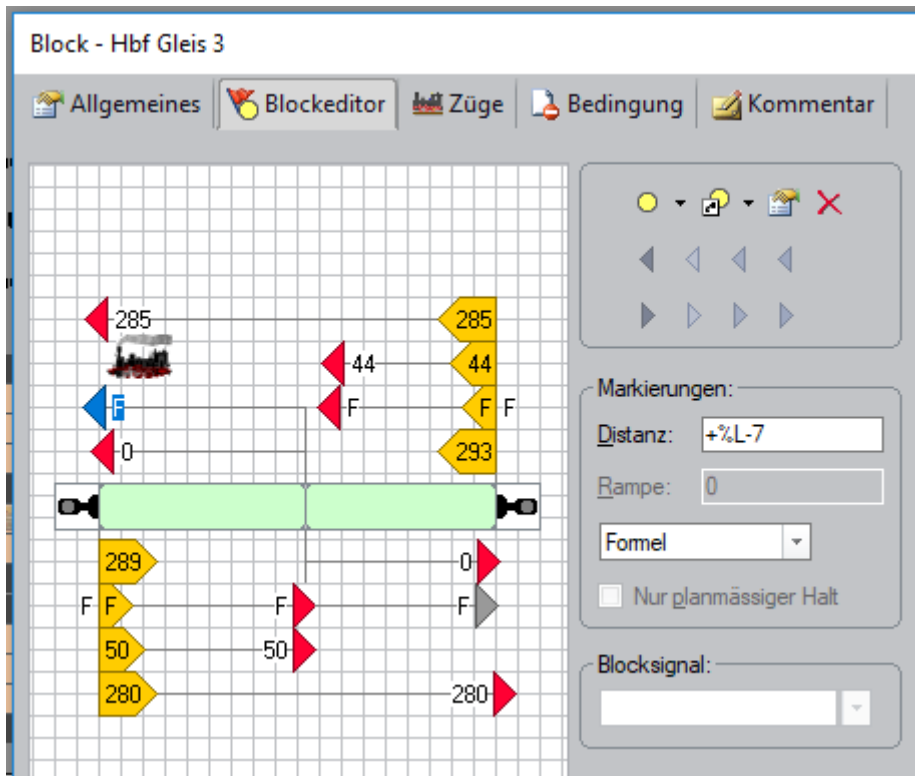 Block - Hbf Gleis 3
Allgemeines Blockeditor Züge Bedingung Kommentar
285 285
44 44
F F F F
0 293
289 0
F F F F
50 50
280 280
Markierungen:
Distanz: +%L-7
Rampe: 0
Formel
Nur planmässiger Halt
Blocksignal: